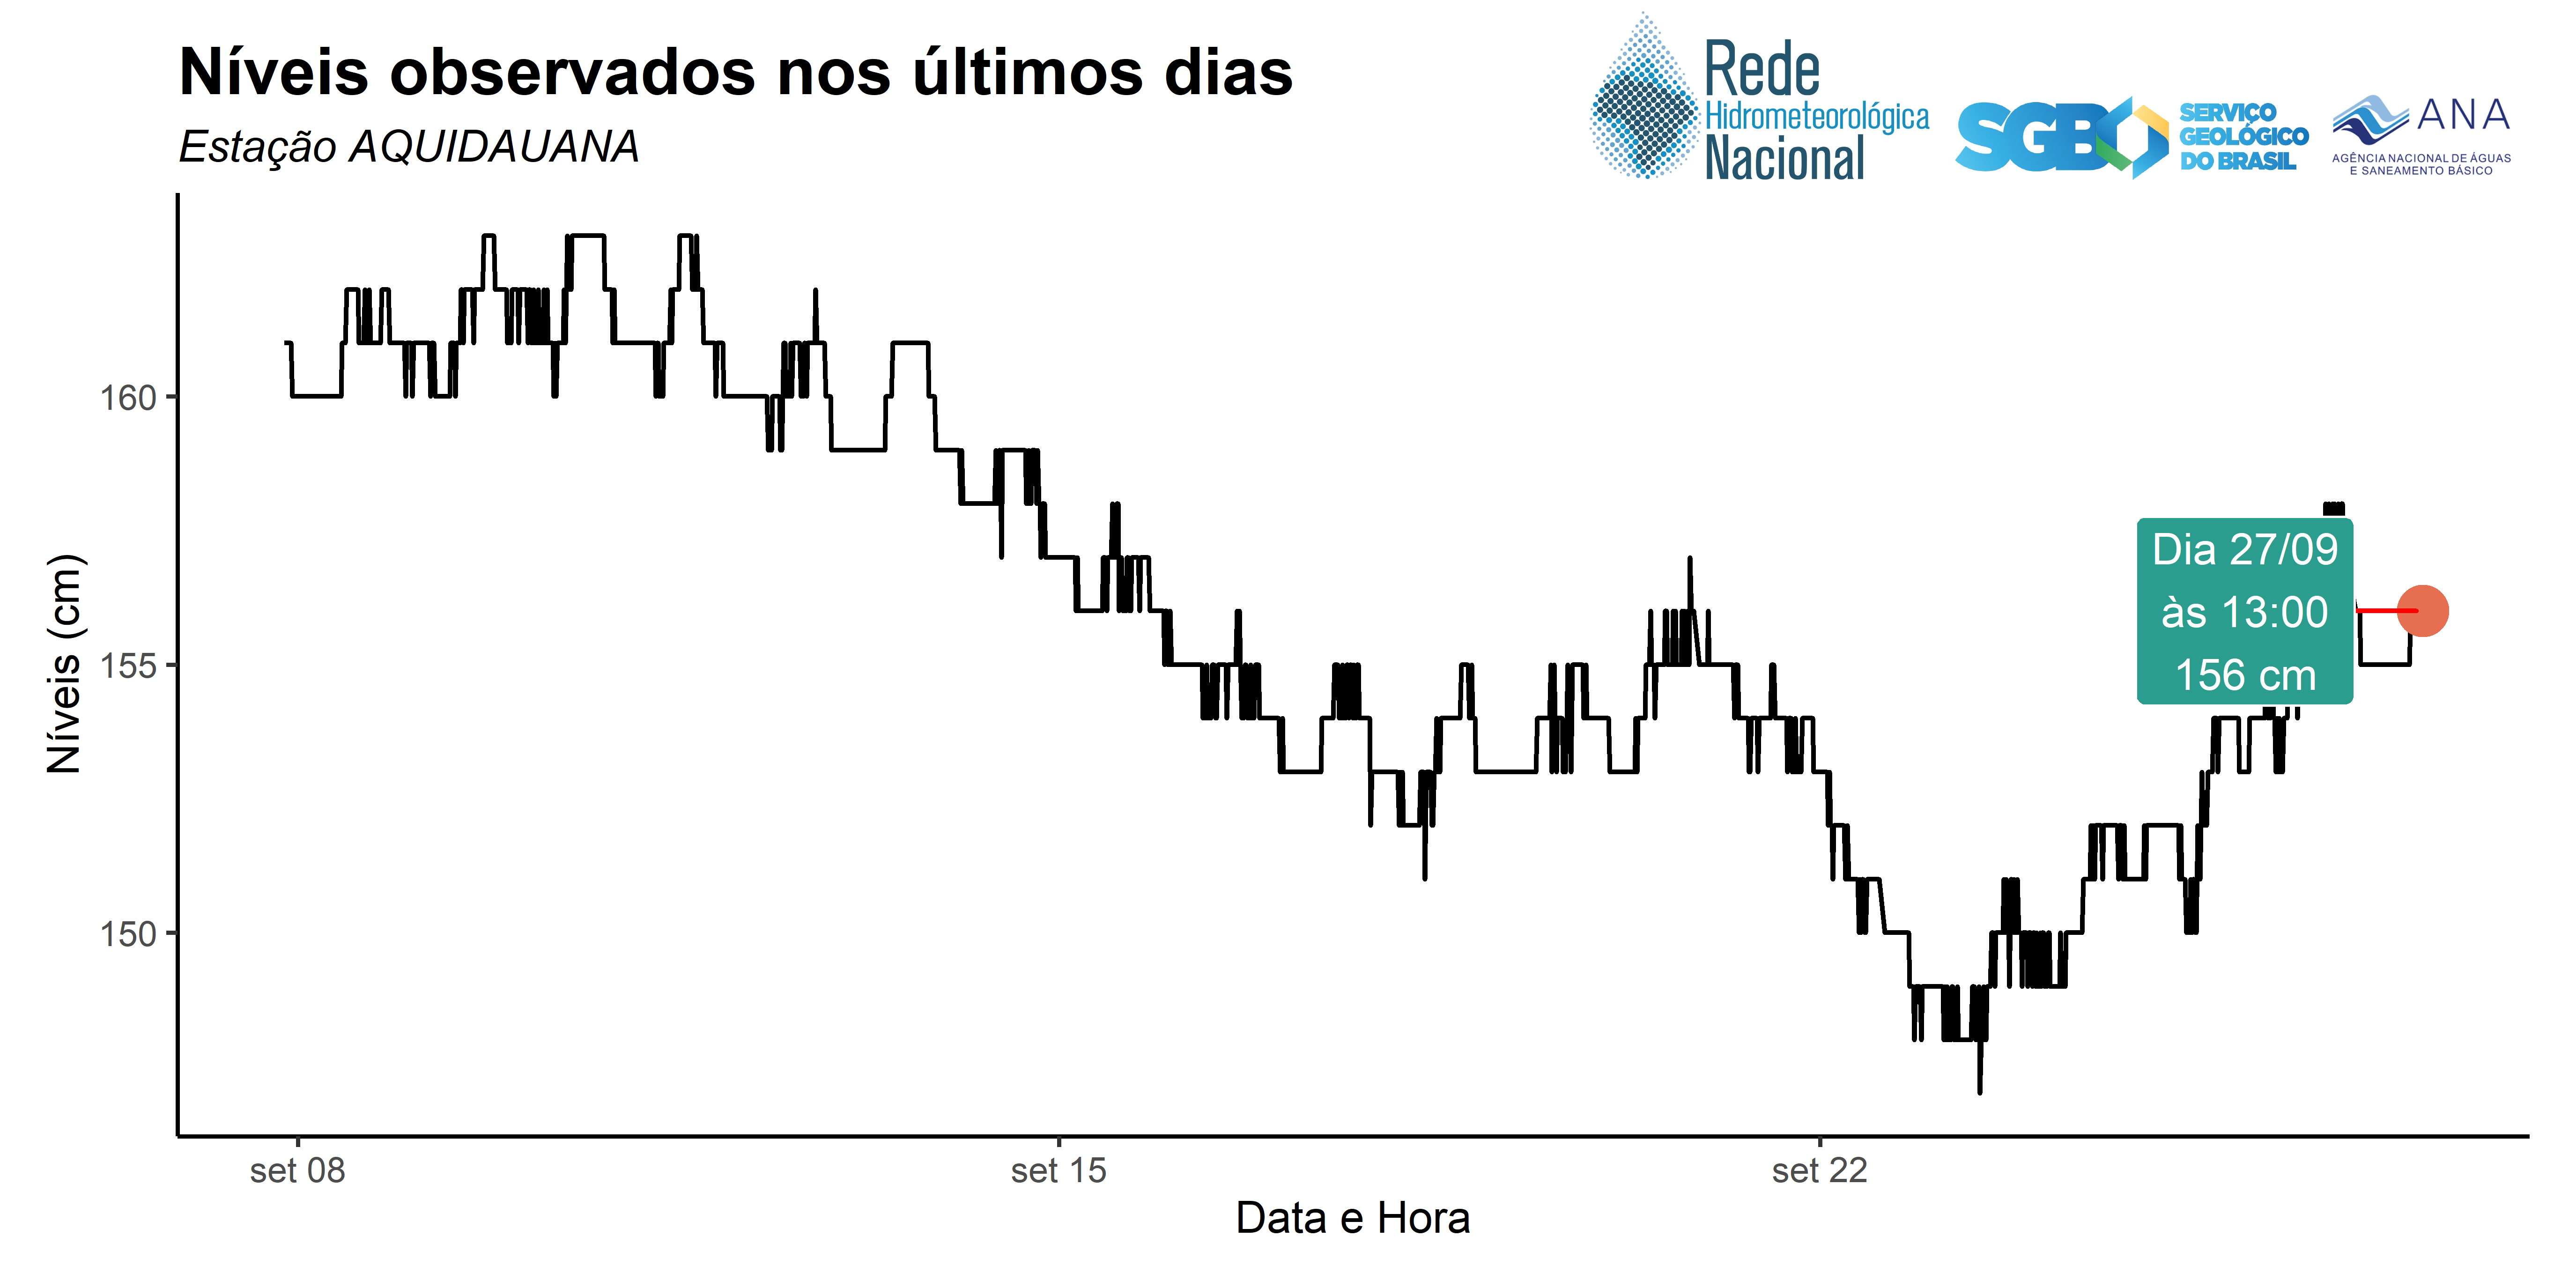 Níveis observados nos últimos dias
Estação AQUIDAUANA
Rede
Hidrometeorológica
Nacional
SGB
SERVIÇO
GEOLÓGICO
DO BRASIL
ANA
AGÊNCIA NACIONAL DE ÁGUAS
E SANEAMENTO BÁSICO
Níveis (cm)
160
155
150
Dia 27/09
às 13:00
156 cm
set 08
set 15
set 22
Data e Hora